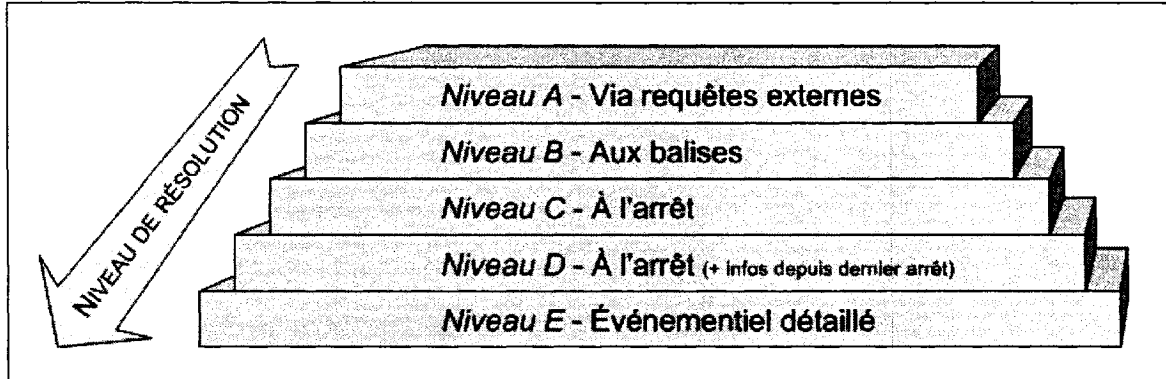 NIVEAU DE RÉSOLUTION
Niveau A - Via requêtes externes
Niveau B - Aux balises
Niveau C - À l'arrêt
Niveau D - À l'arrêt (+ infos depuis dernier arrêt)
Niveau E - Événementiel détaillé